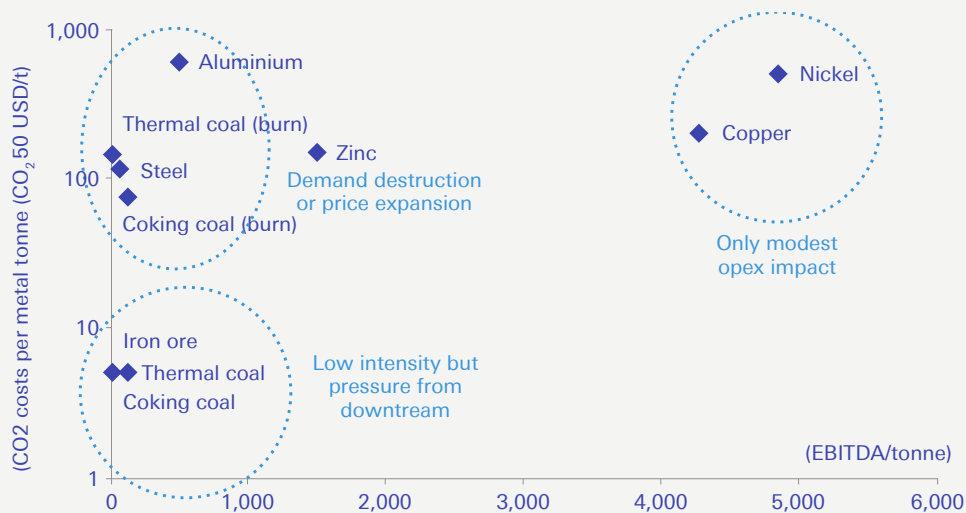 (CO2 costs per metal tonne (CO₂ 50 USD/t)
1,000
Aluminium
Nickel
Thermal coal (burn)
Copper
Zinc
Steel
100
Demand destruction
or price expansion
Coking coal (burn)
Only modest
opex impact
10
Iron ore
Low intensity but
Thermal coal
pressure from
Coking coal
downtream
(EBITDA/tonne)
1
0
1,000
2,000
3,000
4,000
5,000
6,000